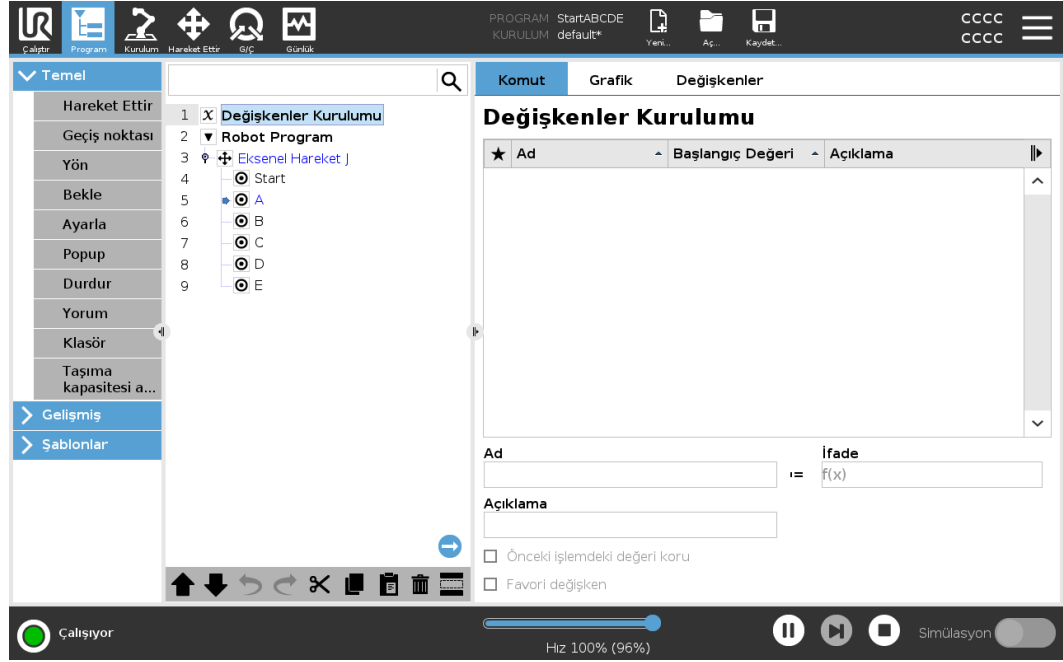 PROGRAM StartABCDE
KURULUM default*
CCCC
CCCC
Çalıştır
Program
Kurulum
Hareket Ettir
G/Ç
Günlük
Yeni...
Aç...
Kaydet...
Temel
Hareket Ettir
Geçiş noktası
Yön
Bekle
Ayarla
Popup
Durdur
Yorum
Klasör
Taşıma
kapasitesi a...
Gelişmiş
Şablonlar
1 X Değişkenler Kurulumu
2 Robot Program
3 Eksenel Hareket J
4 Start
5 A
6 B
7 C
8 D
9 E
Komut
Grafik
Değişkenler
Değişkenler Kurulumu
Ad
Başlangıç Değeri
Açıklama
Ad
İfade
:=
f(x)
Açıklama
Önceki işlemdeki değeri koru
Favori değişken
Çalışıyor
Hız 100% (96%)
Simülasyon